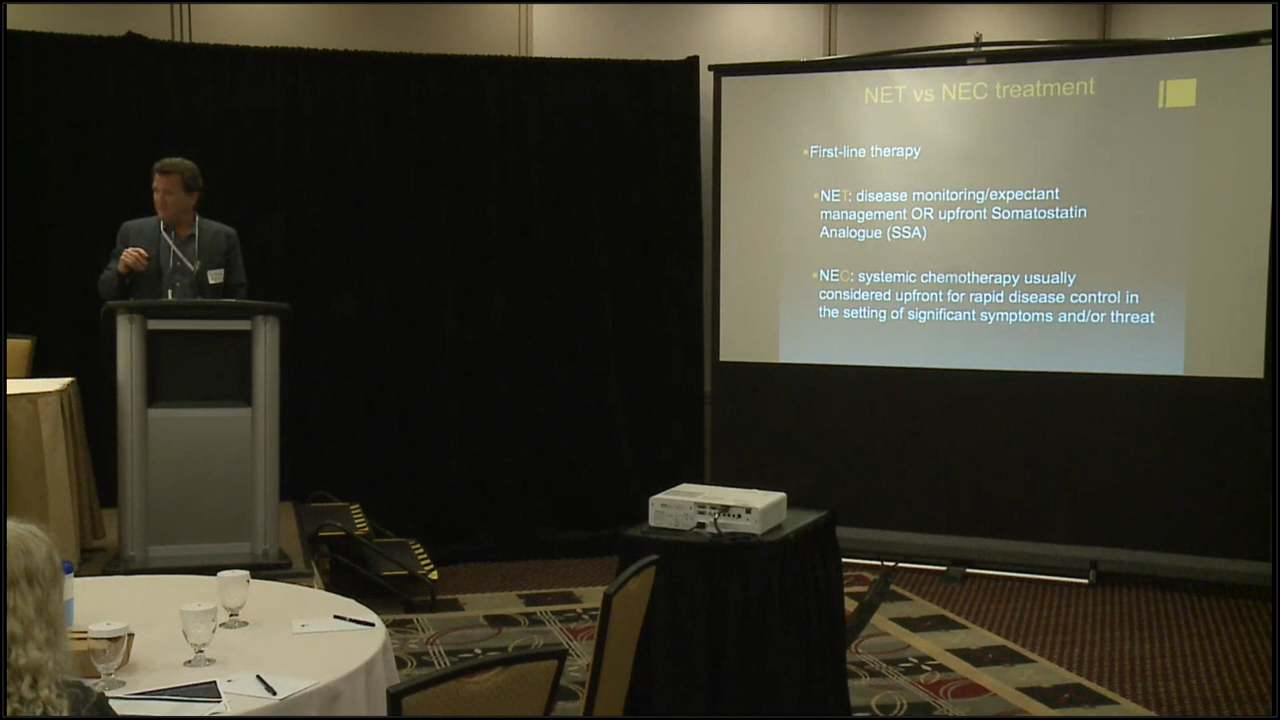 NET vs NEC treatment
▪First-line therapy
▪NET: disease monitoring/expectant
management OR upfront Somatostatin
Analogue (SSA)
▪NEC: systemic chemotherapy usually
considered upfront for rapid disease control in
the setting of significant symptoms and/or threat